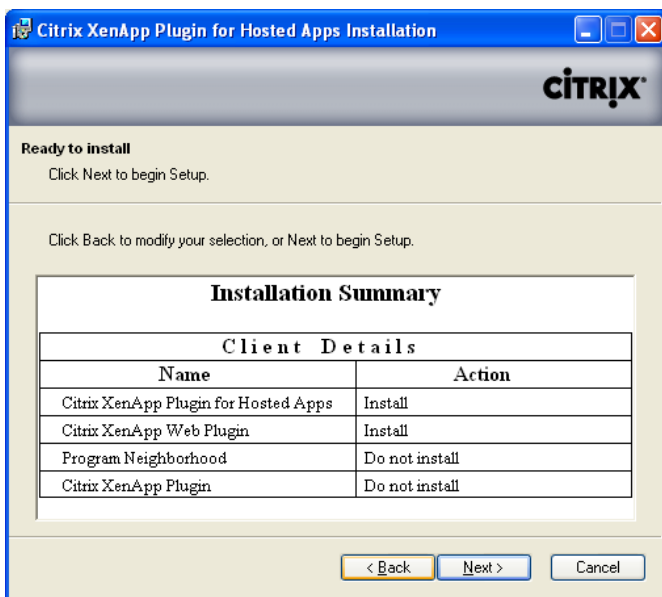 Citrix XenApp Plugin for Hosted Apps Installation
CİTRIX
Ready to install
Click Next to begin Setup.
Click Back to modify your selection, or Next to begin Setup.
Installation Summary
Client Details
Name Action
Citrix XenApp Plugin for Hosted Apps Install
Citrix XenApp Web Plugin Install
Program Neighborhood Do not install
Citrix XenApp Plugin Do not install
< Back Next > Cancel